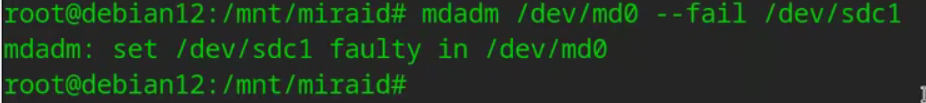 root@debian12:/mnt/miraid# mdadm /dev/md0 --fail /dev/sdc1
mdadm: set /dev/sdc1 faulty in /dev/md0
root@debian12:/mnt/miraid#